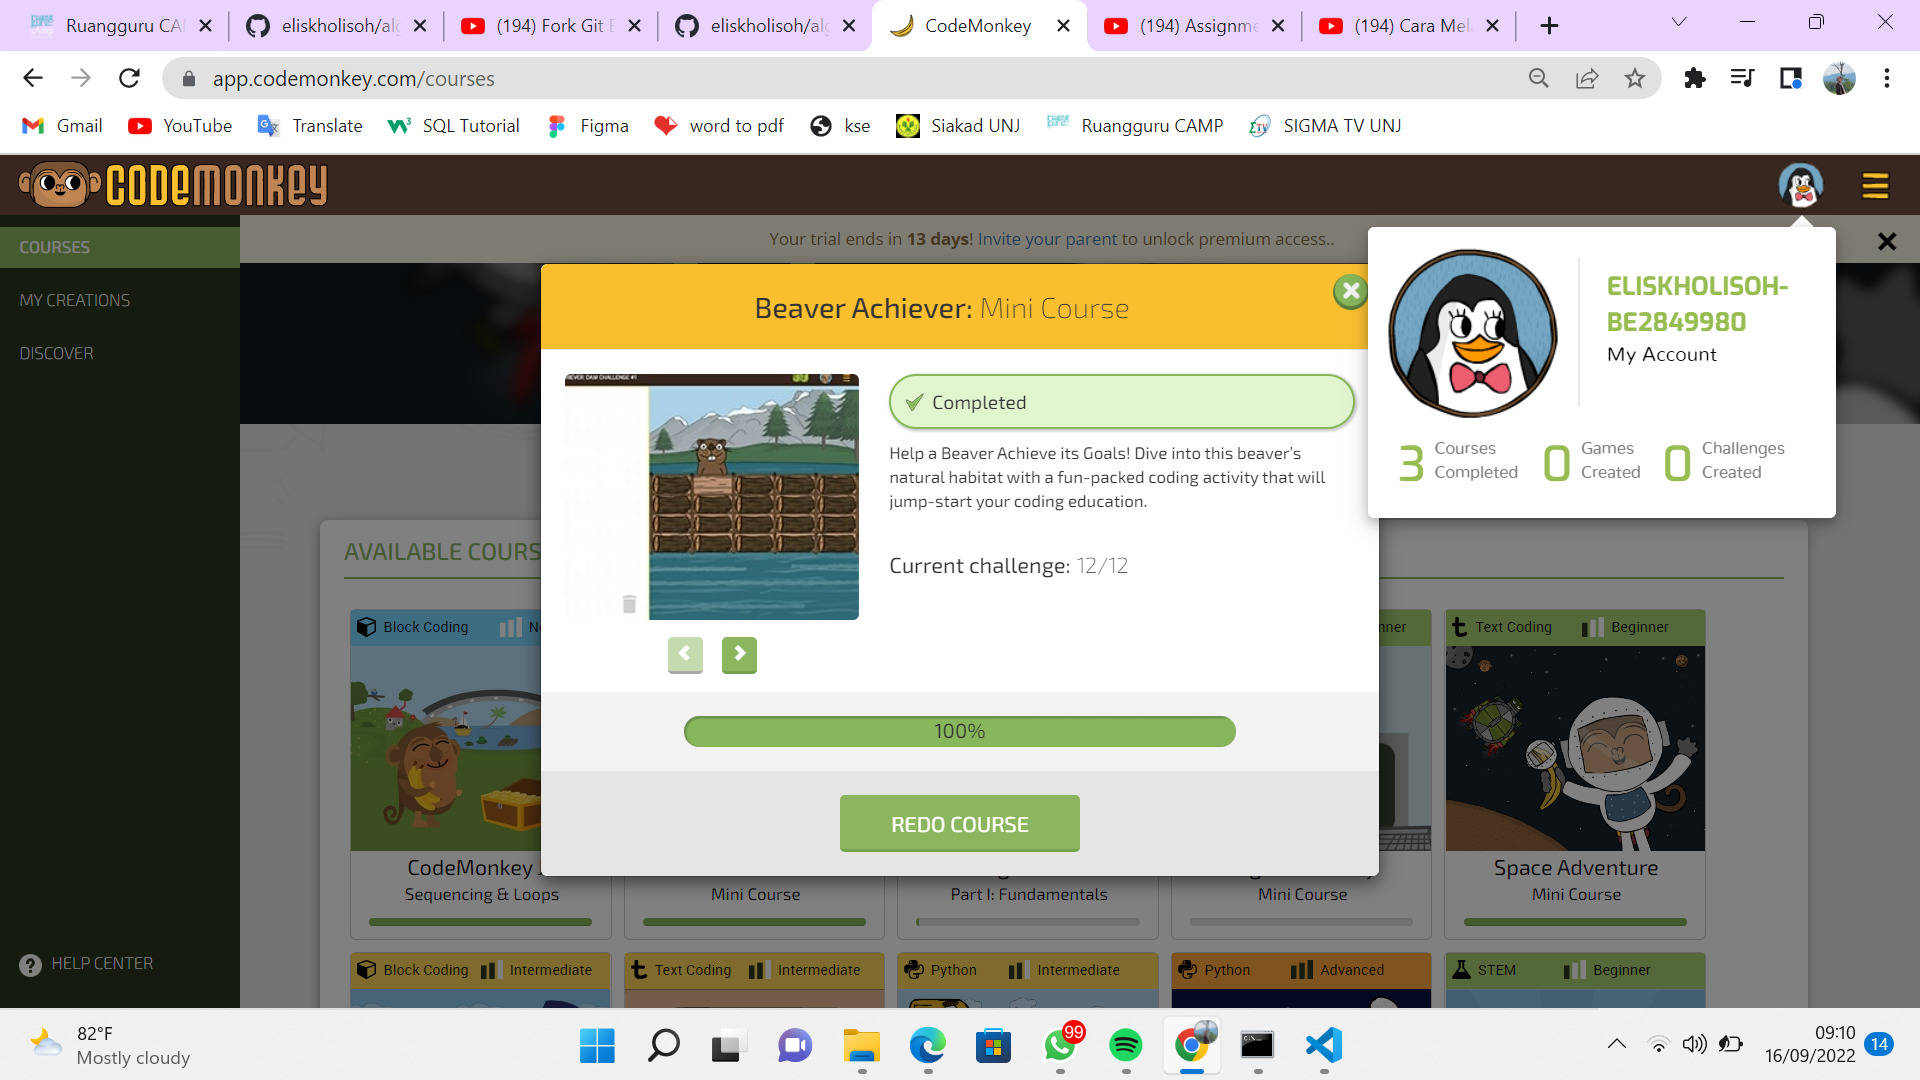 Ruangguru CA
eliskholisoh/alg
(194) Fork Git
eliskholisoh/alg
CodeMonkey
(194) Assignme
(194) Cara Mel
app.codemonkey.com/courses
Gmail
YouTube
Translate
SQL Tutorial
Figma
word to pdf
kse
Siakad UNJ
Ruangguru CAMP
SIGMA TV UNJ
CODEMONKEY
COURSES
MY CREATIONS
DISCOVER
HELP CENTER
Your trial ends in 13 days! Invite your parent to unlock premium access..
ELISKHOLISOH-
BE2849980
My Account
3 Courses
Completed
0 Games
Created
0 Challenges
Created
Beaver Achiever: Mini Course
Completed
Help a Beaver Achieve its Goals! Dive into this beaver's
natural habitat with a fun-packed coding activity that will
jump-start your coding education.
Current challenge: 12/12
100%
REDO COURSE
AVAILABLE COURS
Block Coding
Text Coding
Beginner
CodeMonkey J
Sequencing & Loops
Mini Course
Part I: Fundamentals
Mini Course
Space Adventure
Mini Course
Block Coding
Intermediate
Text Coding
Intermediate
Python
Intermediate
Python
Advanced
STEM
Beginner
82°F
Mostly cloudy
99
09:10
16/09/2022
14